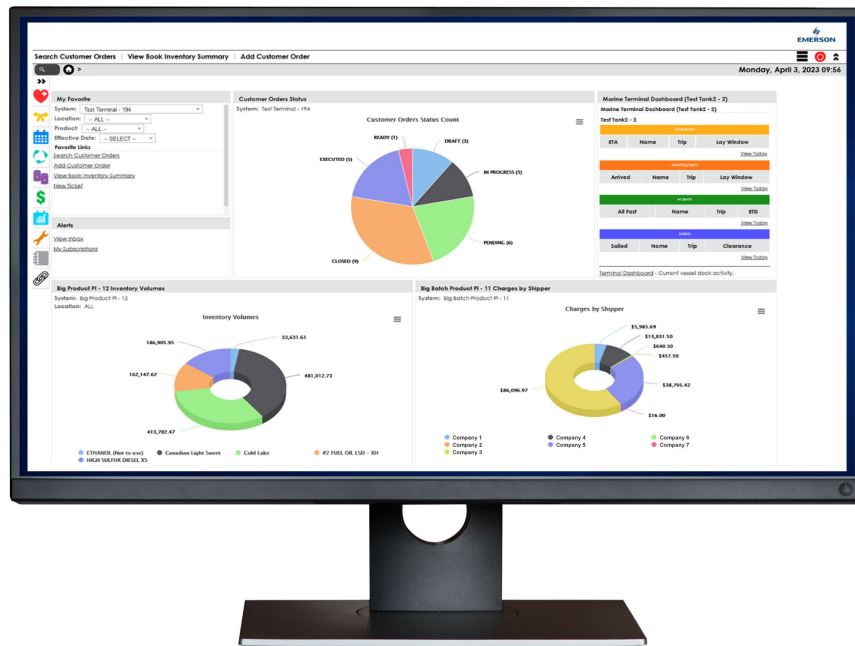 EMERSON
Search Customer Orders | View Book Inventory Summary | Add Customer Order
>
Monday, April 3, 2023 09:56
>>
My Favorite
System: Test Terminal - 194
Location: -- ALL --
Product: -- ALL --
Effective Date: -- SELECT --
Favorite Links
Search Customer Orders
Add Customer Order
View Book Inventory Summary
New Ticket
Alerts
View Inbox
My Subscriptions
Customer Orders Status
System: Test Terminal - 194
Customer Orders Status Count
READY (1)
DRAFT (3)
EXECUTED (5)
IN PROGRESS (3)
PENDING (6)
CLOSED (9)
Marine Terminal Dashboard (Test Tank2 - 2)
Marine Terminal Dashboard (Test Tank2 - 2)
Test Tank2 - 2
Scheduled
ETA Name Trip Lay Window
View Today
Awaiting Berth
Arrived Name Trip Lay Window
View Today
At Berth
All Fast Name Trip ETD
View Today
Sailed
Sailed Name Trip Clearance
View Today
Terminal Dashboard - Current vessel dock activity.
Big Product Pl - 12 Inventory Volumes
System: Big Product Pl - 12
Location: ALL
Inventory Volumes
186,905.95
33,631.61
162,147.62
481,012.73
413,702.47
ETHANOL (Not to use) Canadian Light Sweet Cold Lake #2 FUEL OIL LSD - XH
HIGH SULFUR DIESEL X5
Big Batch Product Pl - 11 Charges by Shipper
System: Big Batch Product Pl - 11
Charges by Shipper
$5,985.69
$13,831.50
$640.50
$457.50
$86,096.97
$38,705.42
$16.00
Company 1 Company 4 Company 6
Company 2 Company 5 Company 7
Company 3